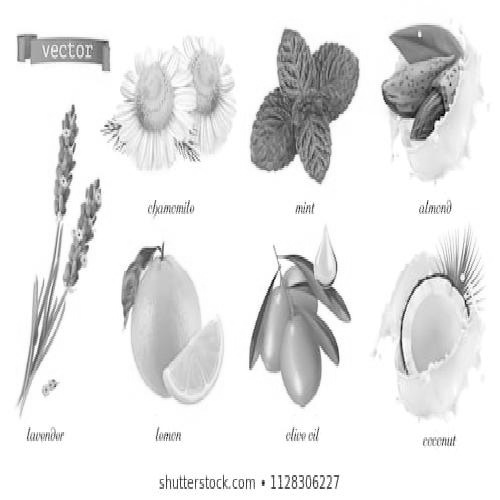 vector
chamomile
mint
almond
lavender
lemon
olive oil
coconut
shutterstock.com • 1128306227